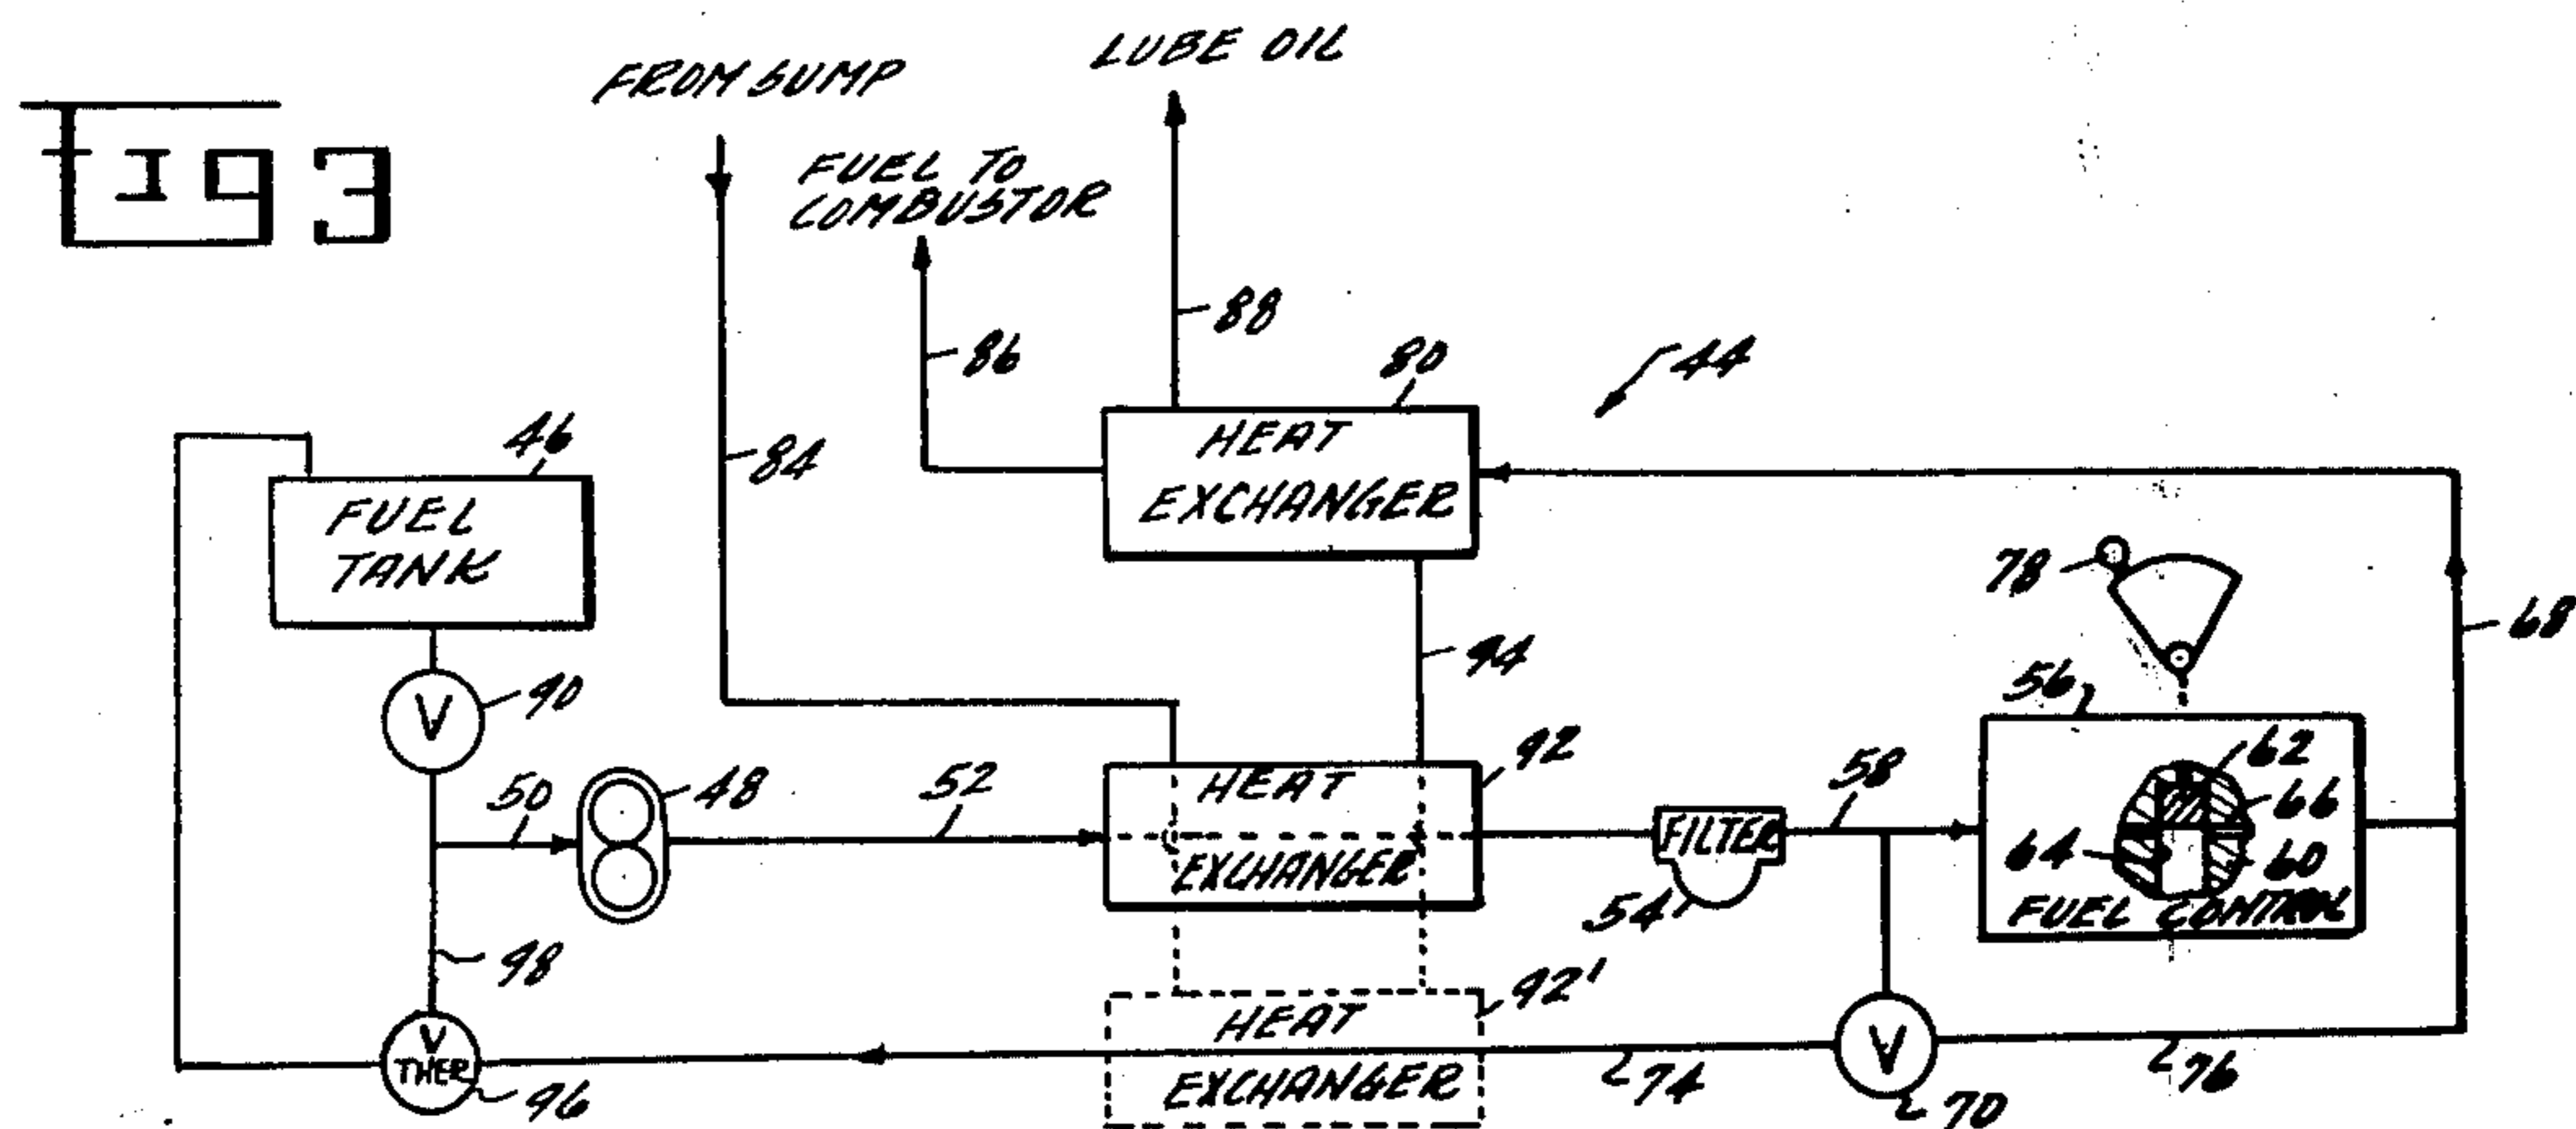 Fig 3
FROM SUMP
LUBE OIL
FUEL TO
COMBUSTOR
88
86
80
44
84
46
FUEL
TANK
HEAT
EXCHANGER
78
68
94
90
56
92
62
58
66
50
48
52
HEAT
EXCHANGER
FILTER
64
60
54
FUEL CONTROL
98
92'
HEAT
EXCHANGER
V
V
THER
96
74
V
70
76